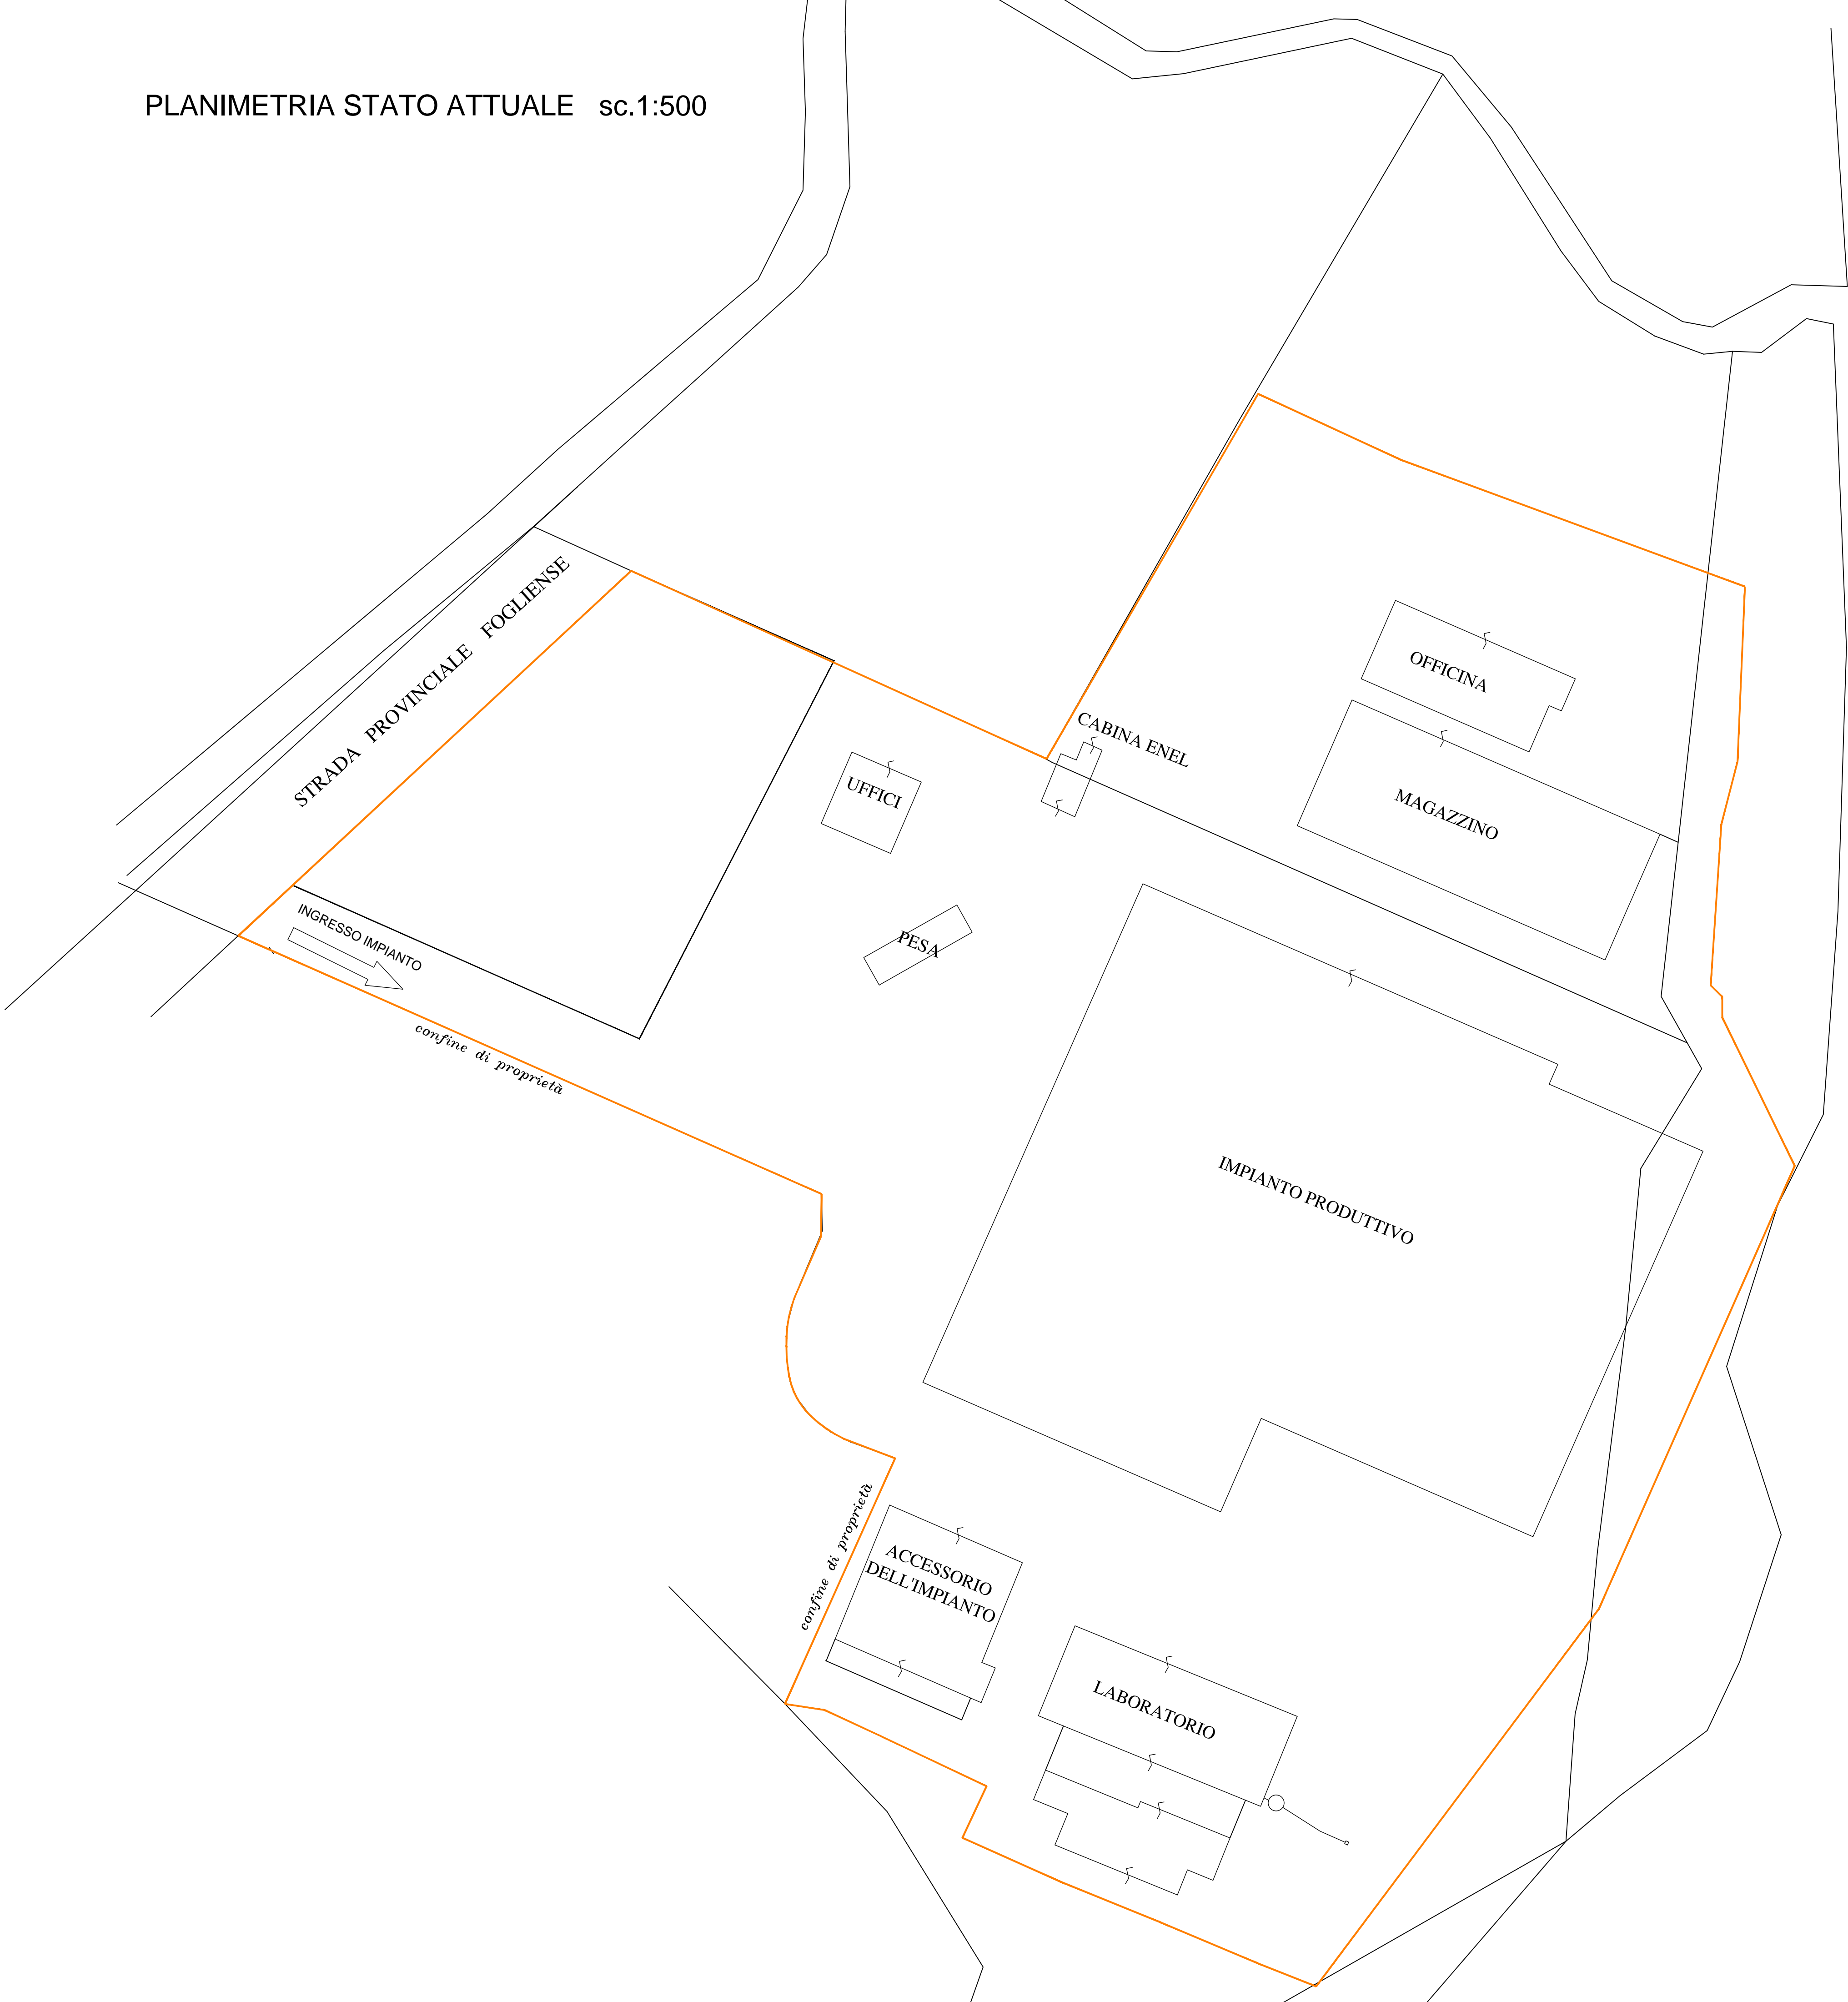 PLANIMETRIA STATO ATTUALE sc.1:500
STRADA PROVINCIALE FOGLIENSE
OFFICINA
CABINA ENEL
UFFICI
MAGAZZINO
INGRESSO IMPIANTO
PESA
confine di proprietà
IMPIANTO PRODUTTIVO
confine di proprietà
ACCESSORIO
DELL'IMPIANTO
LABORATORIO